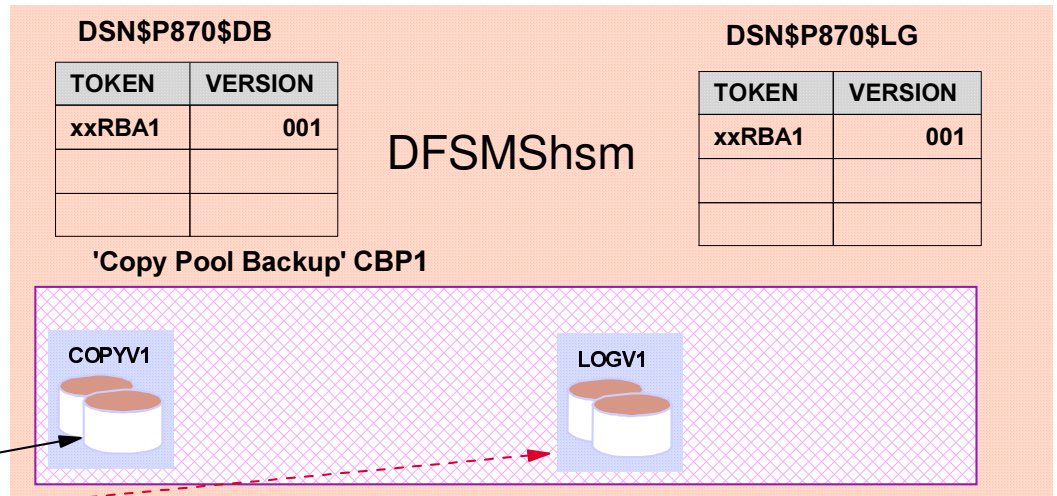 DSN$P870$DB
TOKEN VERSION
xxRBA1 001
DFSMShsm
DSN$P870$LG
TOKEN VERSION
xxRBA1 001
'Copy Pool Backup' CBP1
COPYV1
LOGV1